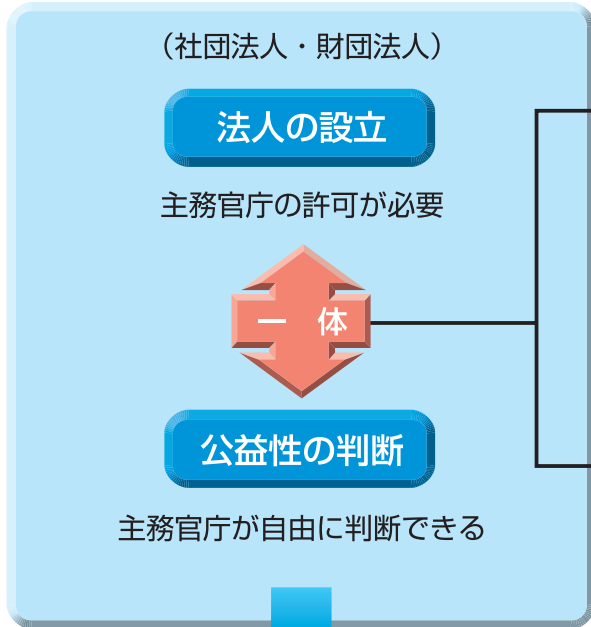 （社団法人・財団法人）
法人の設立
主務官庁の許可が必要
一 体
公益性の判断
主務官庁が自由に判断できる